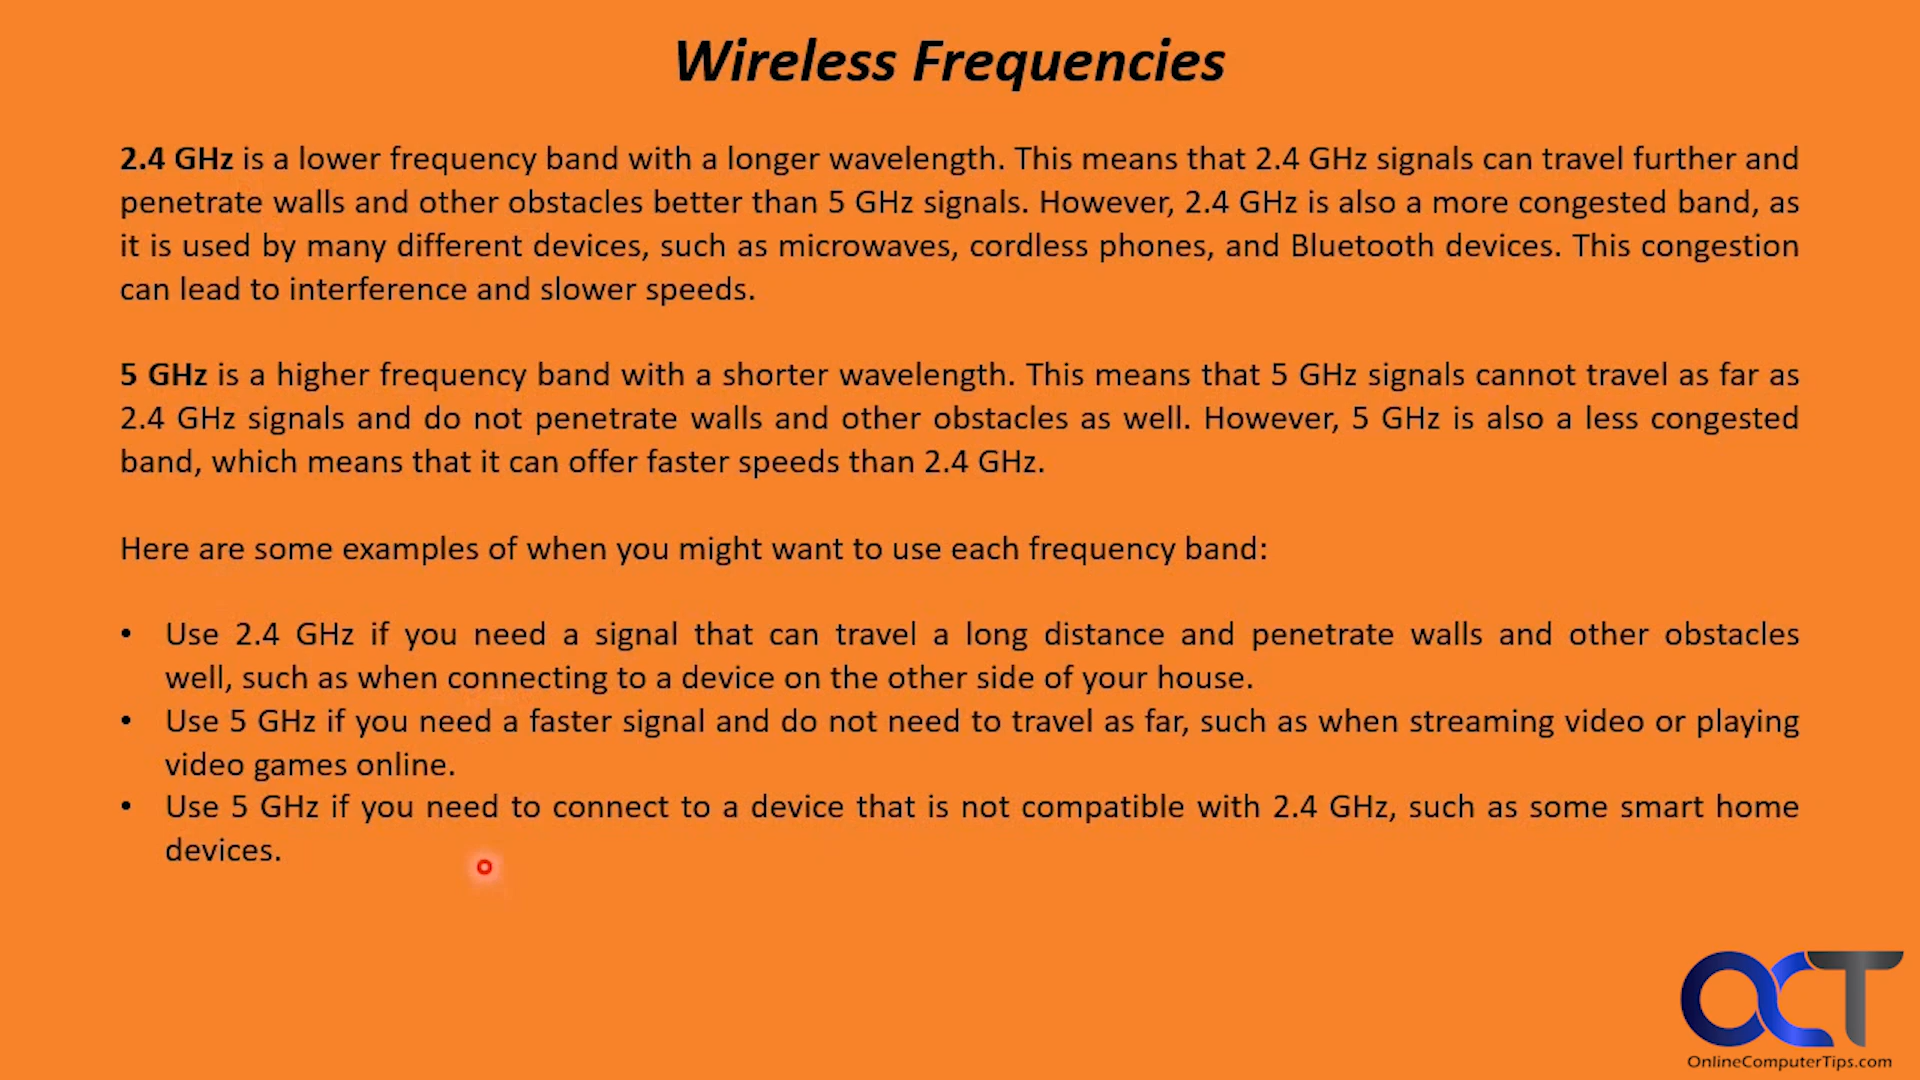 Wireless Frequencies
2.4 GHz is a lower frequency band with a longer wavelength. This means that 2.4 GHz signals can travel further and
penetrate walls and other obstacles better than 5 GHz signals. However, 2.4 GHz is also a more congested band, as
it is used by many different devices, such as microwaves, cordless phones, and Bluetooth devices. This congestion
can lead to interference and slower speeds.
5 GHz is a higher frequency band with a shorter wavelength. This means that 5 GHz signals cannot travel as far as
2.4 GHz signals and do not penetrate walls and other obstacles as well. However, 5 GHz is also a less congested
band, which means that it can offer faster speeds than 2.4 GHz.
Here are some examples of when you might want to use each frequency band:
• Use 2.4 GHz if you need a signal that can travel a long distance and penetrate walls and other obstacles
well, such as when connecting to a device on the other side of your house.
• Use 5 GHz if you need a faster signal and do not need to travel as far, such as when streaming video or playing
video games online.
• Use 5 GHz if you need to connect to a device that is not compatible with 2.4 GHz, such as some smart home
devices.
OCT
OnlineComputerTips.com